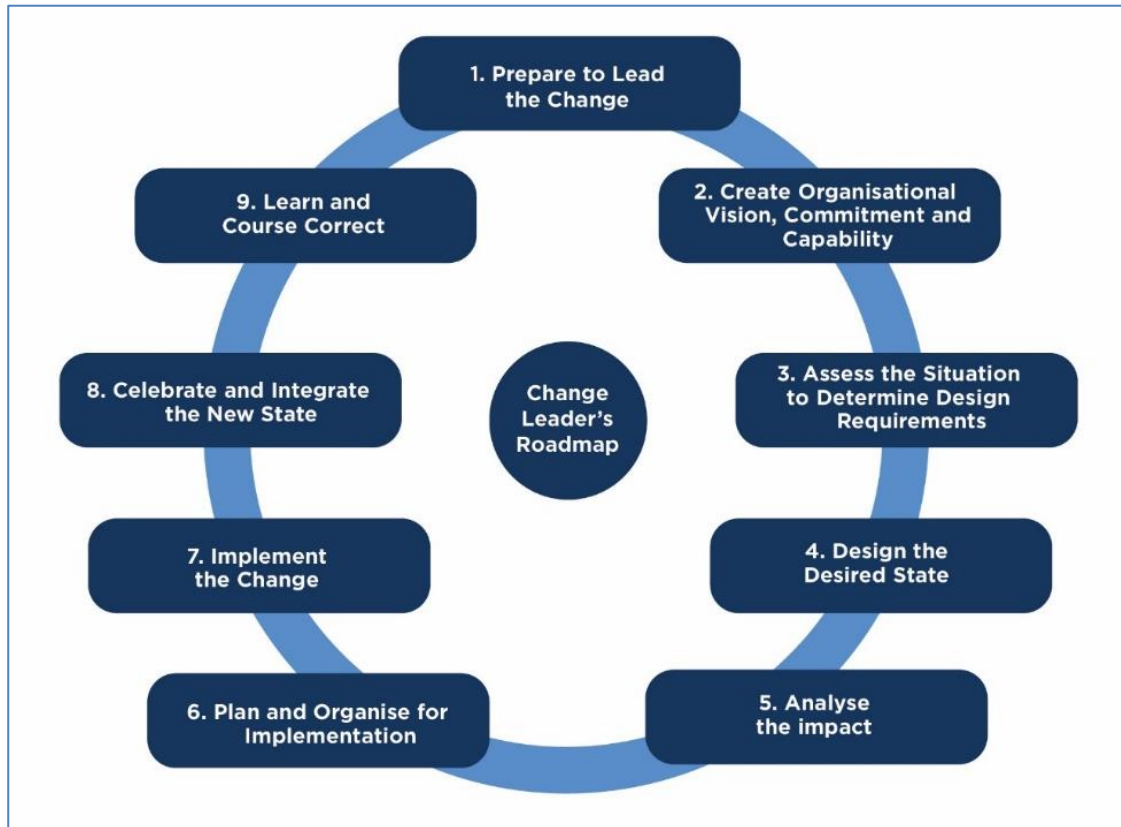 1. Prepare to Lead
the Change
2. Create Organisational
Vision, Commitment and
Capability
3. Assess the Situation
to Determine Design
Requirements
4. Design the
Desired State
5. Analyse
the impact
6. Plan and Organise for
Implementation
7. Implement
the Change
8. Celebrate and Integrate
the New State
9. Learn and
Course Correct
Change
Leader's
Roadmap